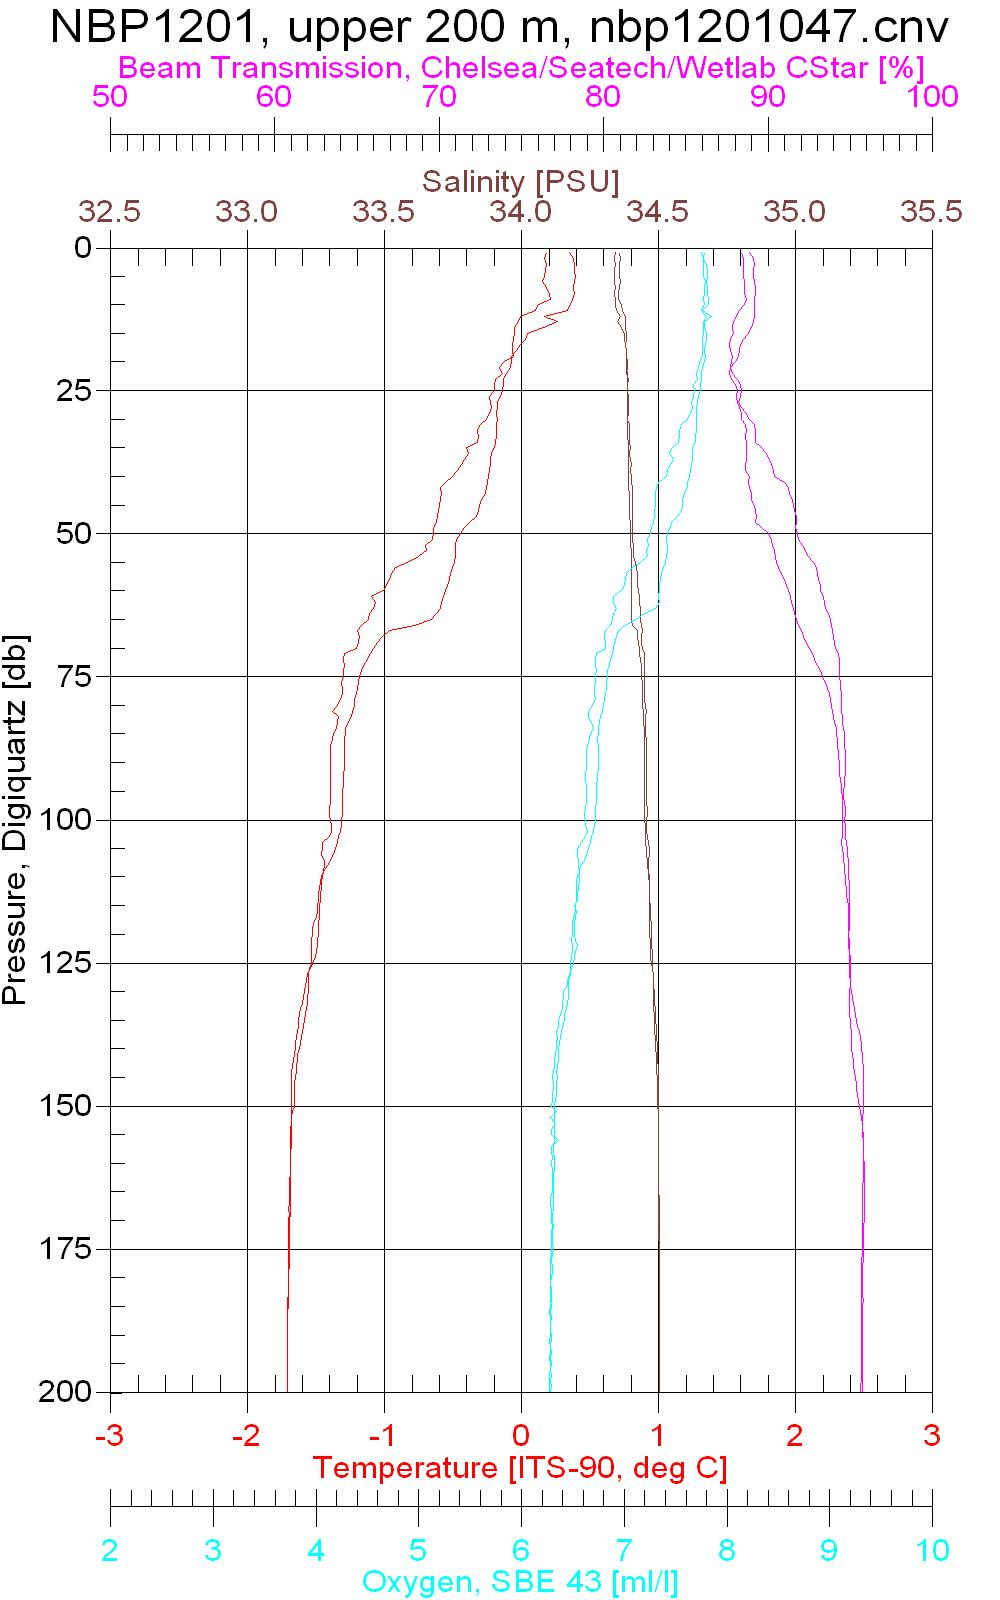 NBP1201, upper 200 m, nbp1201047.cnv
Beam Transmission, Chelsea/Seatech/Wetlab CStar [%]
50 60 70 80 90 100
Salinity [PSU]
32.5 33.0 33.5 34.0 34.5 35.0 35.5
0
25
50
75
100
125
150
175
200
Pressure, Digiquartz [db]
-3 -2 -1 0 1 2 3
Temperature [ITS-90, deg C]
2 3 4 5 6 7 8 9 10
Oxygen, SBE 43 [ml/l]